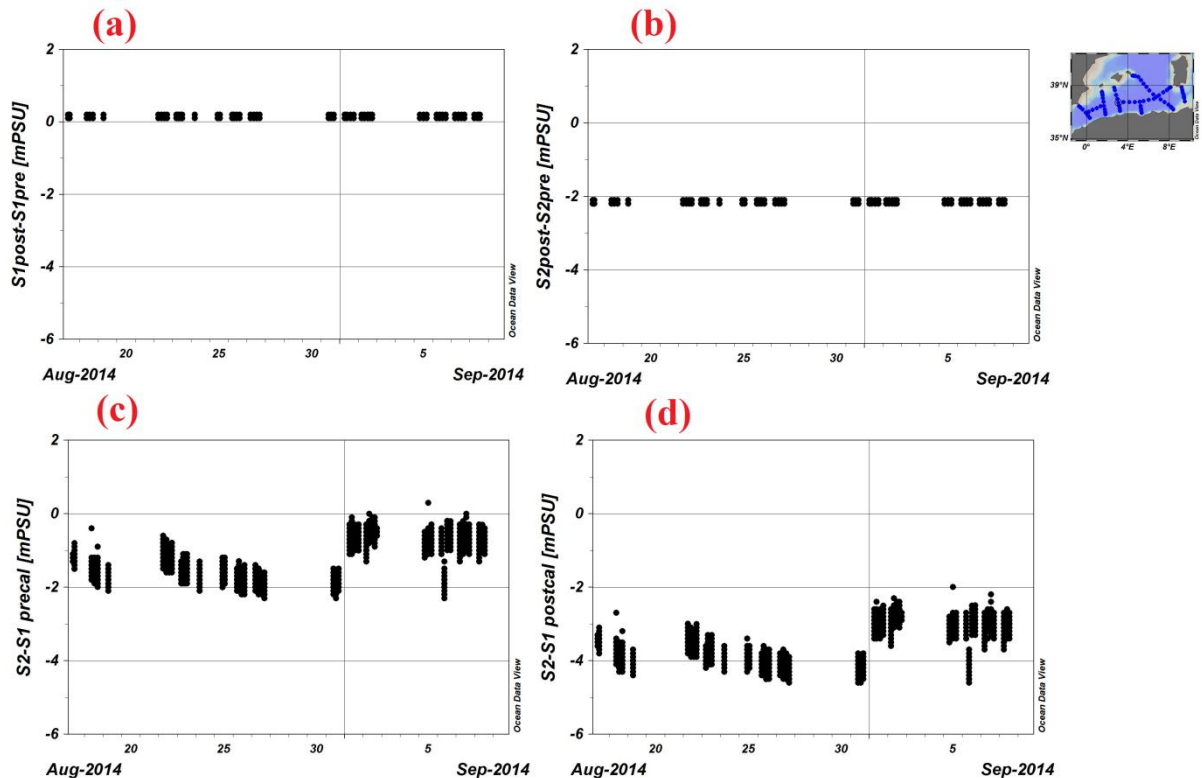 (a)
2
0
-2
-4
-6
S1post-S1pre [mPSU]
20 25 30 5
Aug-2014 Sep-2014
Ocean Data View
(b)
2
0
-2
-4
-6
S2post-S2pre [mPSU]
20 25 30 5
Aug-2014 Sep-2014
Ocean Data View
39°N
35°N
0° 4°E 8°E
Ocean Data View
(c)
2
0
-2
-4
-6
S2-S1 precal [mPSU]
20 25 30 5
Aug-2014 Sep-2014
Ocean Data View
(d)
2
0
-2
-4
-6
S2-S1 postcal [mPSU]
20 25 30 5
Aug-2014 Sep-2014
Ocean Data View